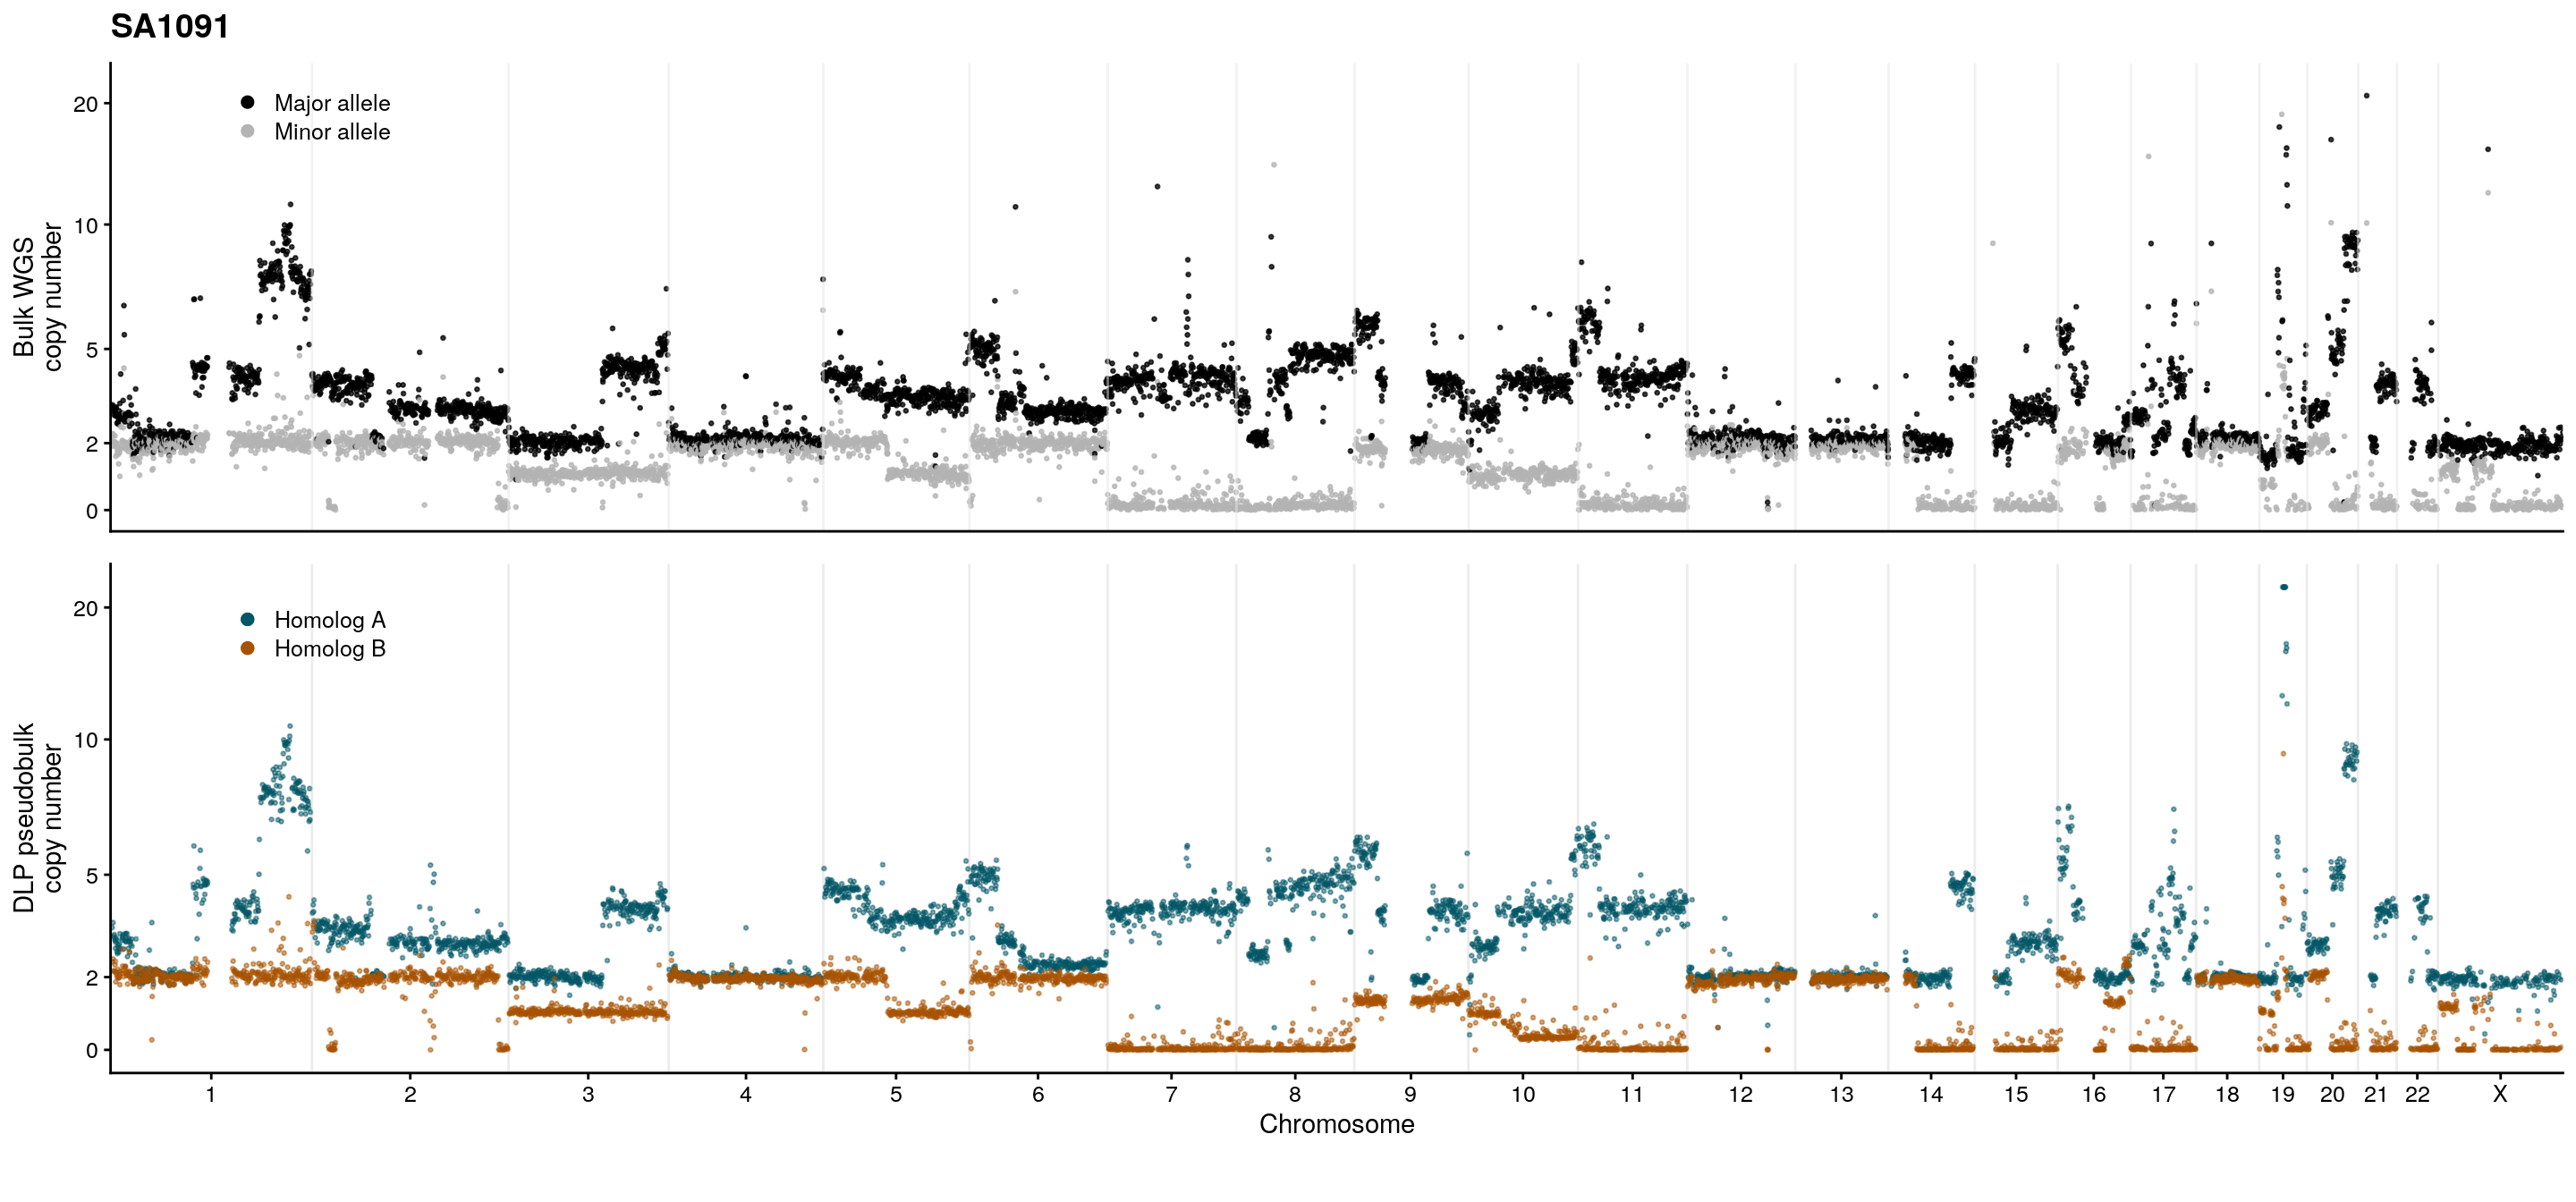 SA1091
Bulk WGS
copy number
20
10
5
2
0
Major allele
Minor allele
DLP pseudobulk
copy number
20
10
5
2
0
Homolog A
Homolog B
1 2 3 4 5 6 7 8 9 10 11 12 13 14 15 16 17 18 19 20 21 22 X
Chromosome